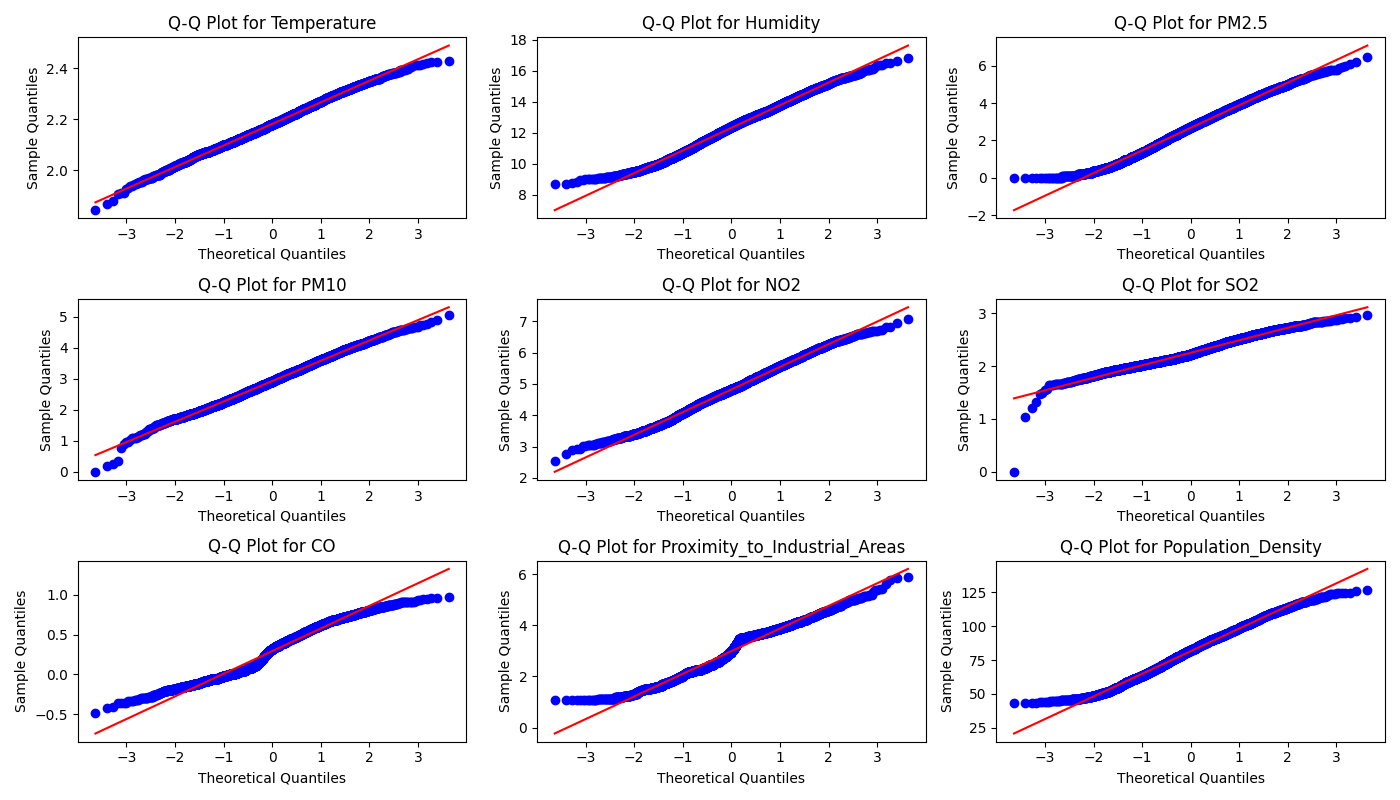 Q-Q Plot for Temperature
Sample Quantiles
2.4
2.2
2.0
−3 −2 −1 0 1 2 3
Theoretical Quantiles
Q-Q Plot for Humidity
Sample Quantiles
18
16
14
12
10
8
−3 −2 −1 0 1 2 3
Theoretical Quantiles
Q-Q Plot for PM2.5
Sample Quantiles
6
4
2
0
−2
−3 −2 −1 0 1 2 3
Theoretical Quantiles
Q-Q Plot for PM10
Sample Quantiles
5
4
3
2
1
0
−3 −2 −1 0 1 2 3
Theoretical Quantiles
Q-Q Plot for NO2
Sample Quantiles
7
6
5
4
3
2
−3 −2 −1 0 1 2 3
Theoretical Quantiles
Q-Q Plot for SO2
Sample Quantiles
3
2
1
0
−3 −2 −1 0 1 2 3
Theoretical Quantiles
Q-Q Plot for CO
Sample Quantiles
1.0
0.5
0.0
−0.5
−3 −2 −1 0 1 2 3
Theoretical Quantiles
Q-Q Plot for Proximity_to_Industrial_Areas
Sample Quantiles
6
4
2
0
−3 −2 −1 0 1 2 3
Theoretical Quantiles
Q-Q Plot for Population_Density
Sample Quantiles
125
100
75
50
25
−3 −2 −1 0 1 2 3
Theoretical Quantiles